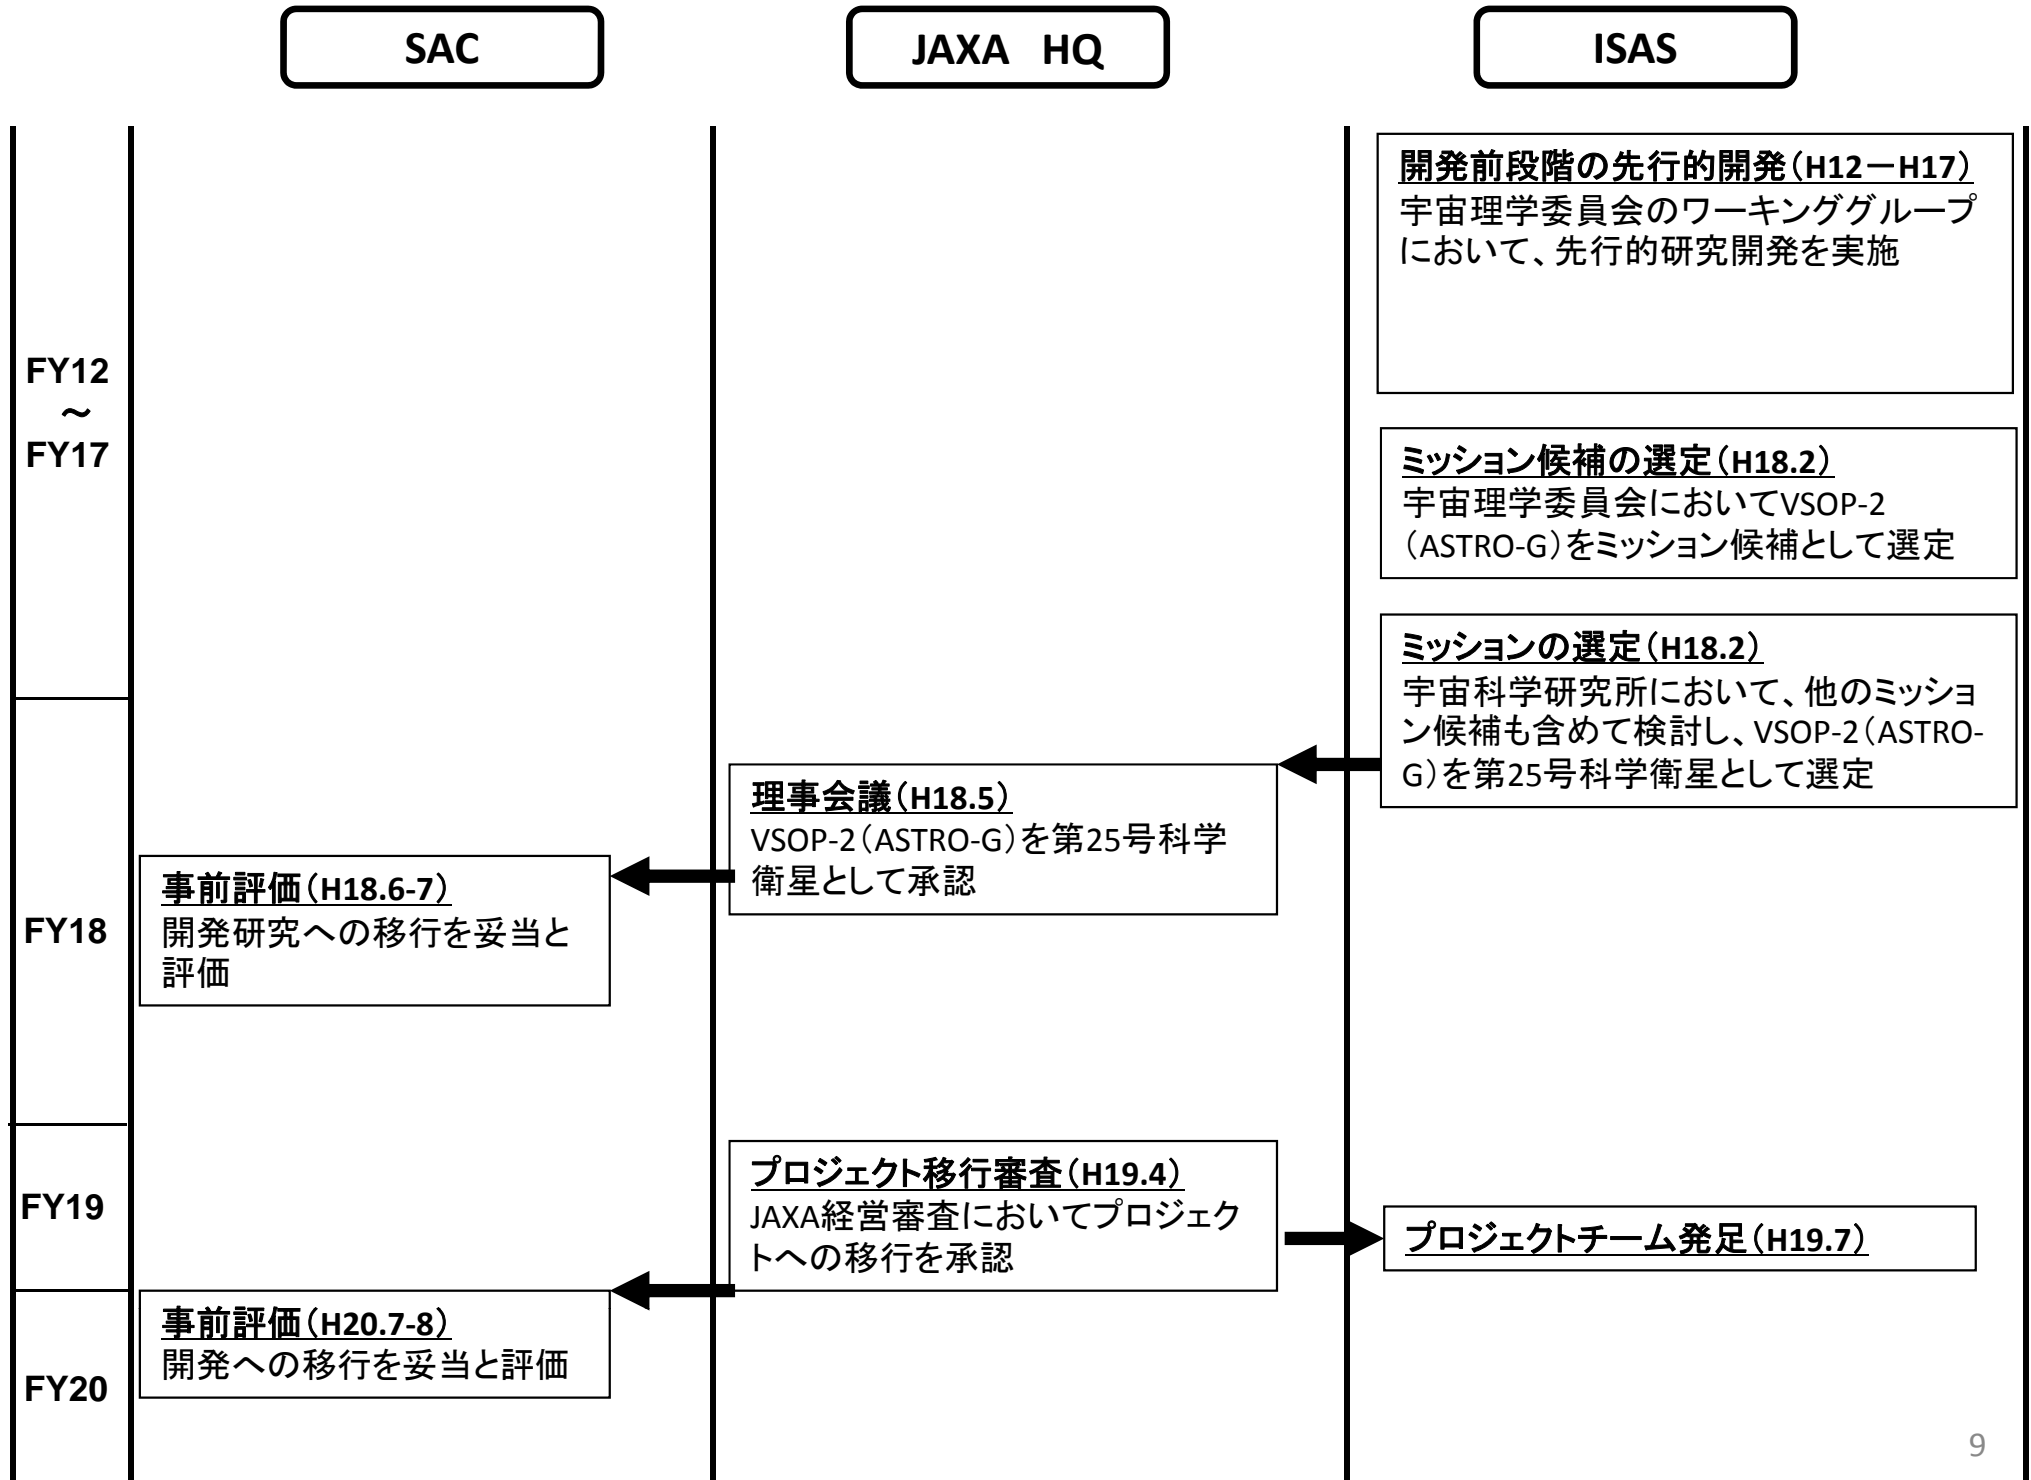 SAC
JAXA HQ
ISAS
FY12
～
FY17
開発前段階の先行的開発（H12－H17）
宇宙理学委員会のワーキンググループ
において、先行的研究開発を実施
ミッション候補の選定（H18.2）
宇宙理学委員会においてVSOP-2
（ASTRO-G）をミッション候補として選定
ミッションの選定（H18.2）
宇宙科学研究所において、他のミッショ
ン候補も含めて検討し、VSOP-2（ASTRO-
G）を第25号科学衛星として選定
FY18
理事会議（H18.5）
VSOP-2（ASTRO-G）を第25号科学
衛星として承認
事前評価（H18.6-7）
開発研究への移行を妥当と
評価
FY19
プロジェクト移行審査（H19.4）
JAXA経営審査においてプロジェク
トへの移行を承認
プロジェクトチーム発足（H19.7）
FY20
事前評価（H20.7-8）
開発への移行を妥当と評価
9